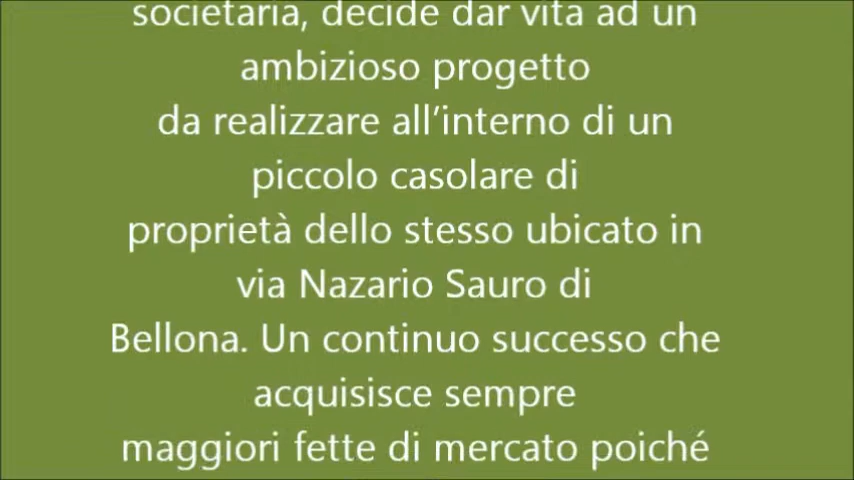 societaria, decide dar vita ad un
ambizioso progetto
da realizzare all’interno di un
piccolo casolare di
proprietà dello stesso ubicato in
via Nazario Sauro di
Bellona. Un continuo successo che
acquisisce sempre
maggiori fette di mercato poiché